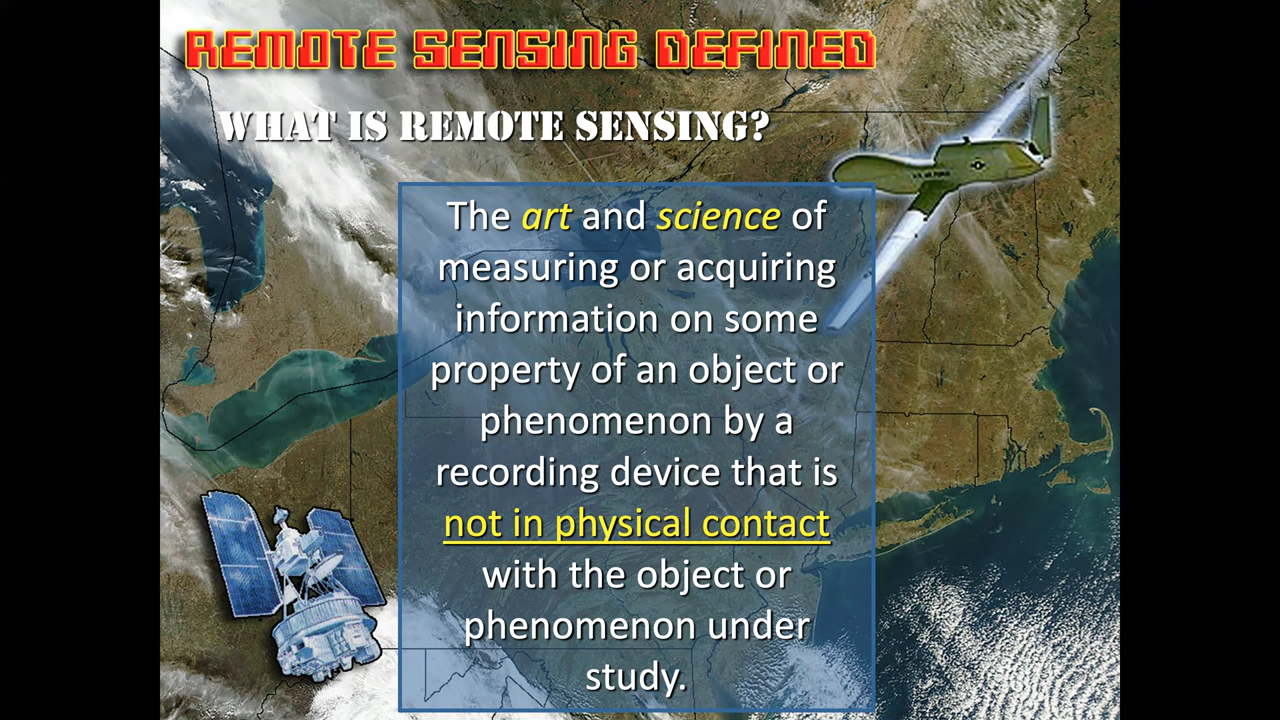 REMOTE SENSING DEFINED
WHAT IS REMOTE SENSING?
The art and science of
measuring or acquiring
information on some
property of an object or
phenomenon by a
recording device that is
not in physical contact
with the object or
phenomenon under
study.